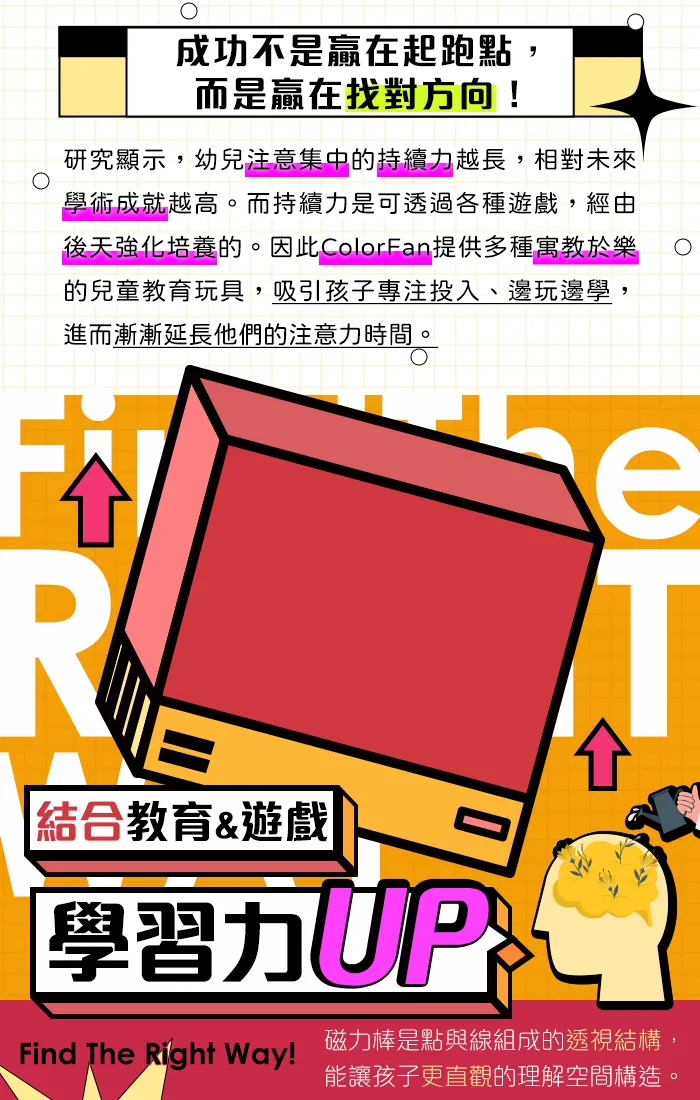 成功不是贏在起跑點，
而是贏在找對方向！
研究顯示，幼兒注意集中的持續力越長，相對未來
學術成就越高。而持續力是可透過各種遊戲，經由
後天強化培養的。因此ColorFan提供多種寓教於樂
的兒童教育玩具，吸引孩子專注投入、邊玩邊學，
進而漸漸延長他們的注意力時間。
結合教育&遊戲
學習力UP
Find The Right Way!
磁力棒是點與線組成的透視結構，
能讓孩子更直觀的理解空間構造。